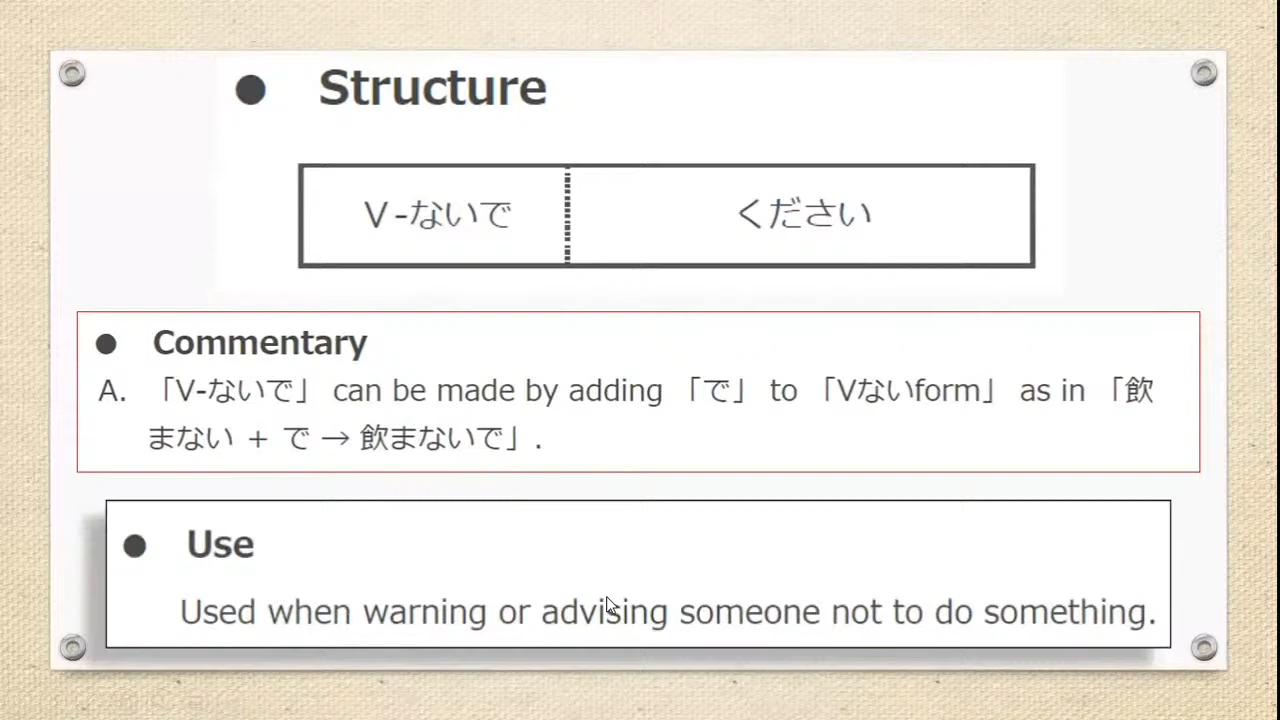 ● Structure
V-ないで ください
● Commentary
A. 「V-ないで」 can be made by adding 「で」 to 「Vないform」 as in 「飲
まない + で → 飲まないで」.
● Use
Used when warning or advising someone not to do something.